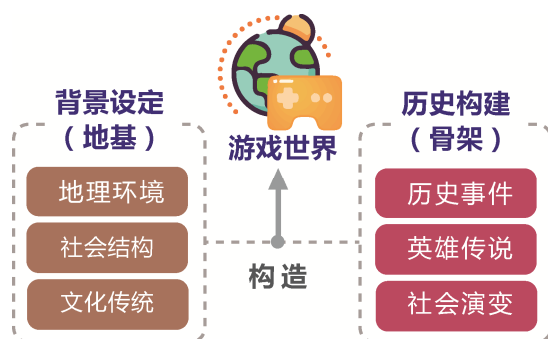 背景设定
（地基）
地理环境
社会结构
文化传统
游戏世界
构造
历史构建
（骨架）
历史事件
英雄传说
社会演变